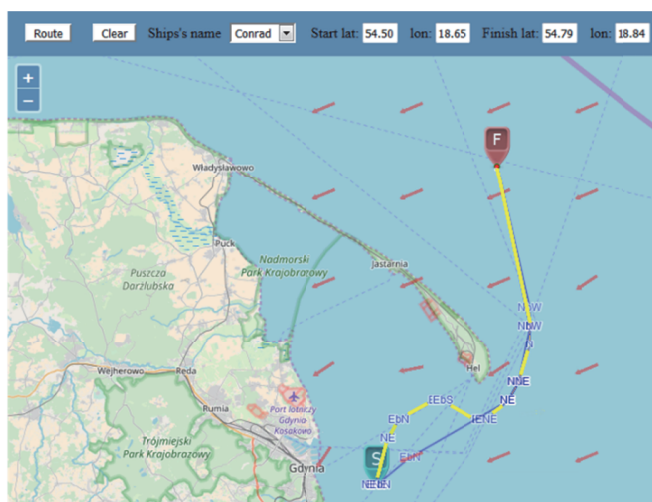 Route Clear Ships's name Conrad Start lat: 54.50 lon: 18.65 Finish lat: 54.79 lon: 18.84
+
−
F
Władysławowo
Puck
Nadmorski
Park Krajobrazowy
Jastarnia
Puszcza
Darżlubska
NbW
N
Wejherowo
Reda
Hel
NNE
NE
Rumia
Port lotniczy
Gdynia
Kosakowo
EbS
EbN
ENE
NE
Trójmiejski
Park Krajobrazowy
Gdynia
S
EbN